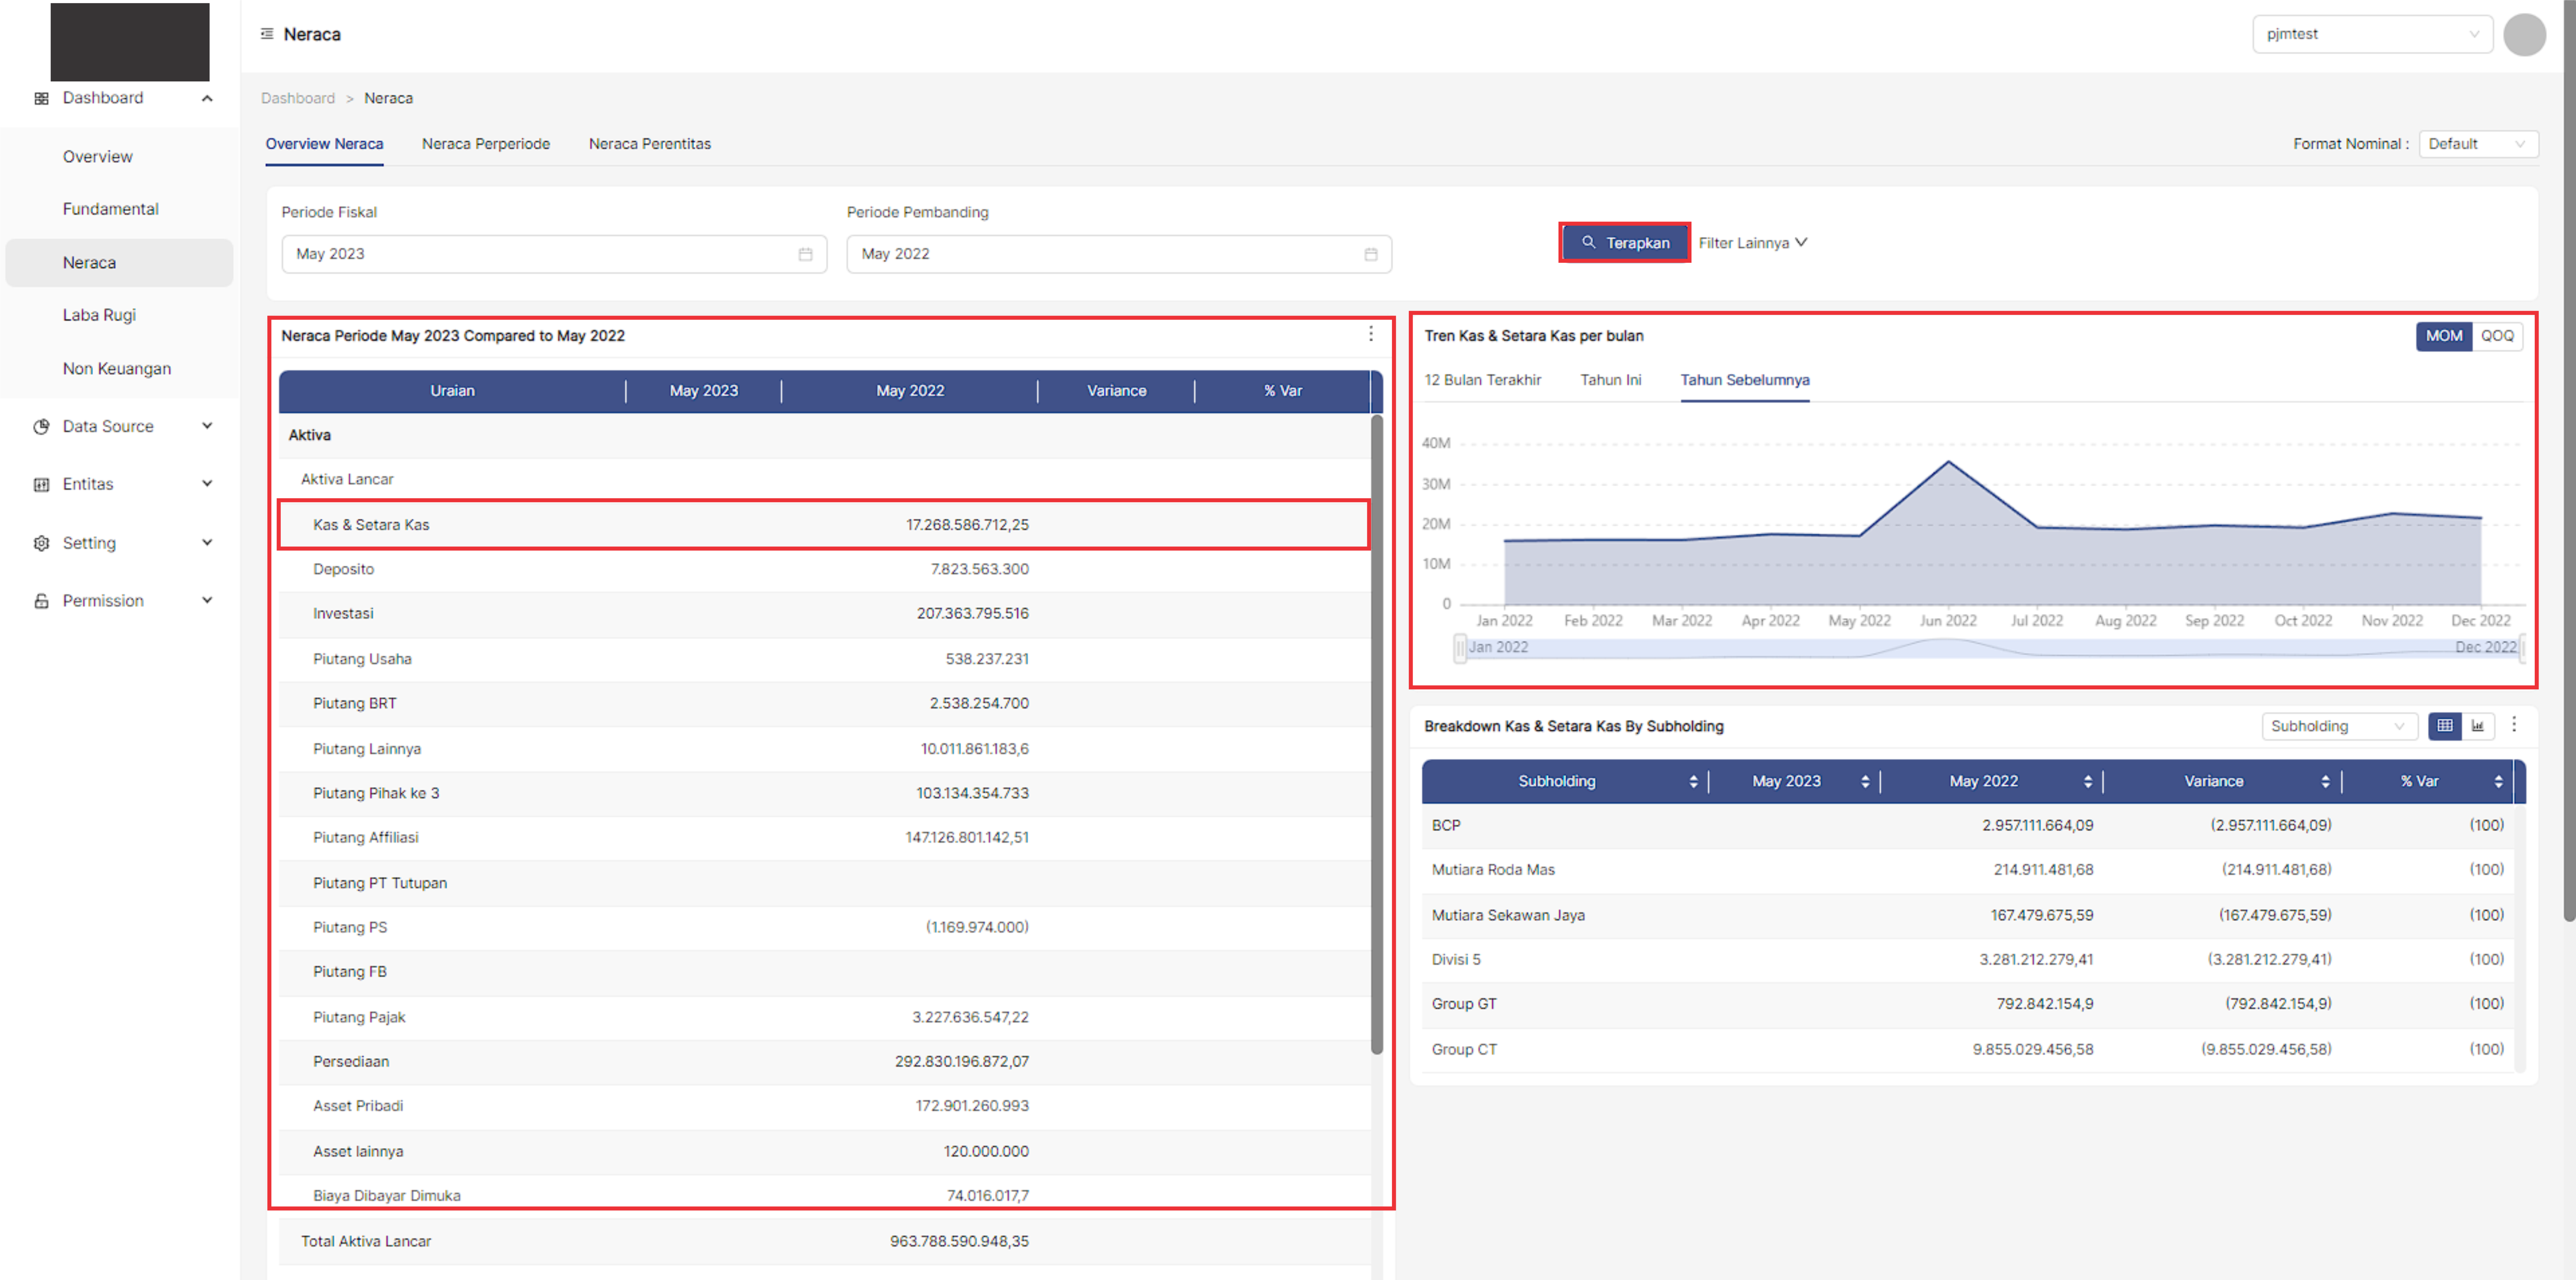 Neraca
pjmtest
Dashboard
Overview
Fundamental
Neraca
Laba Rugi
Non Keuangan
Data Source
Entitas
Setting
Permission
Dashboard > Neraca
Overview Neraca Neraca Perperiode Neraca Perentitas
Format Nominal : Default
Periode Fiskal Periode Pembanding
May 2023 May 2022
Terapkan Filter Lainnya
Neraca Periode May 2023 Compared to May 2022
Uraian May 2023 May 2022 Variance % Var
Aktiva
Aktiva Lancar
Kas & Setara Kas 17.268.586.712,25
Deposito 7.823.563.300
Investasi 207.363.795.516
Piutang Usaha 538.237.231
Piutang BRT 2.538.254.700
Piutang Lainnya 10.011.861.183,6
Piutang Pihak ke 3 103.134.354.733
Piutang Affiliasi 147.126.801.142,51
Piutang PT Tutupan
Piutang PS (1.169.974.000)
Piutang FB
Piutang Pajak 3.227.636.547,22
Persediaan 292.830.196.872,07
Asset Pribadi 172.901.260.993
Asset lainnya 120.000.000
Biaya Dibayar Dimuka 74.016.017,7
Total Aktiva Lancar 963.788.590.948,35
Tren Kas & Setara Kas per bulan
MOM QOQ
12 Bulan Terakhir Tahun Ini Tahun Sebelumnya
40M
30M
20M
10M
0
Jan 2022 Feb 2022 Mar 2022 Apr 2022 May 2022 Jun 2022 Jul 2022 Aug 2022 Sep 2022 Oct 2022 Nov 2022 Dec 2022
Jan 2022 Dec 2022
Breakdown Kas & Setara Kas By Subholding
Subholding
Subholding May 2023 May 2022 Variance % Var
BCP 2.957.111.664,09 (2.957.111.664,09) (100)
Mutiara Roda Mas 214.911.481,68 (214.911.481,68) (100)
Mutiara Sekawan Jaya 167.479.675,59 (167.479.675,59) (100)
Divisi 5 3.281.212.279,41 (3.281.212.279,41) (100)
Group GT 792.842.154,9 (792.842.154,9) (100)
Group CT 9.855.029.456,58 (9.855.029.456,58) (100)